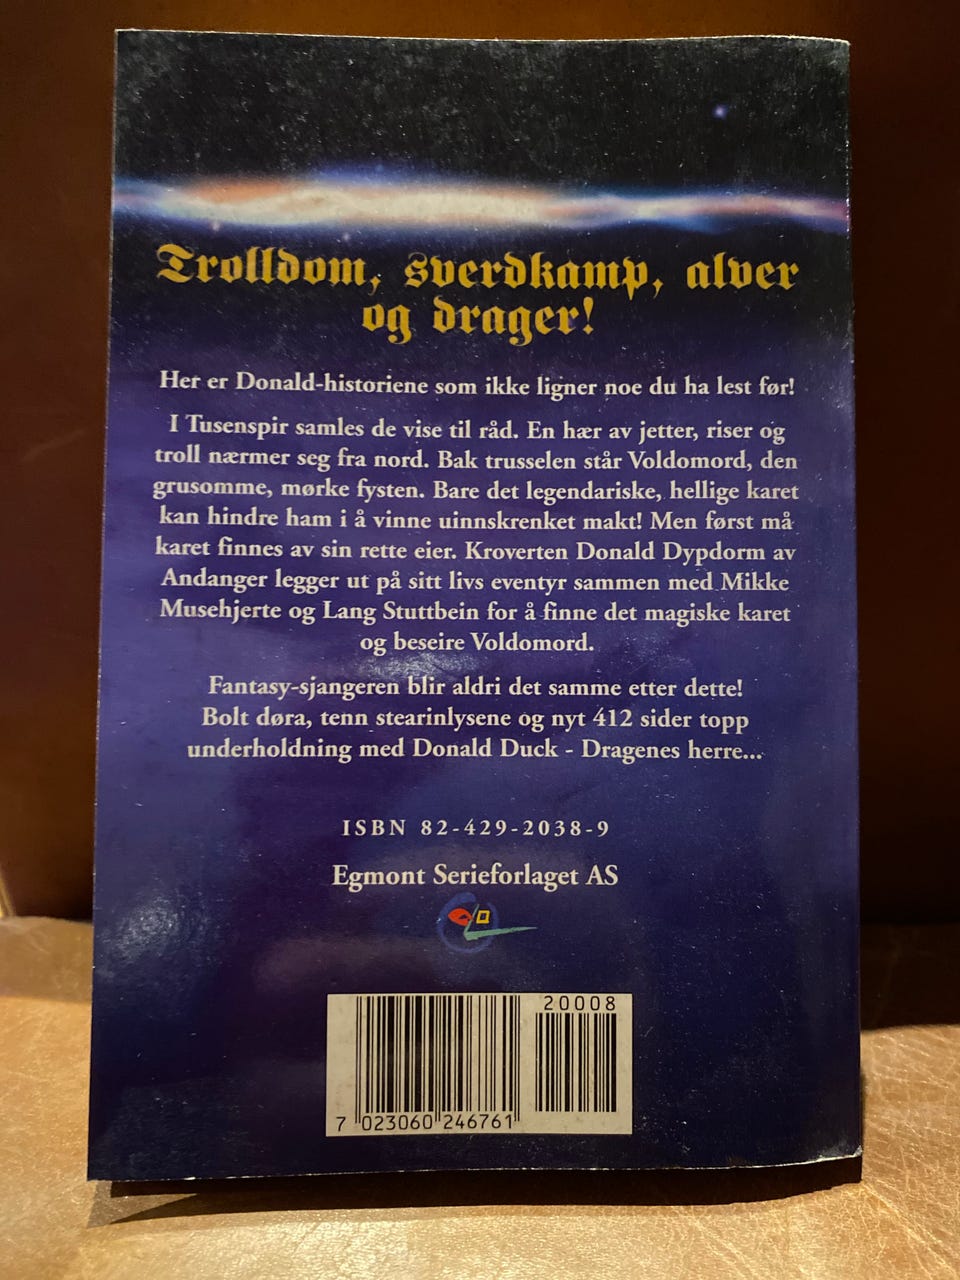 Trolldom, sverdkamp, alver
og drager!
Her er Donald-historiene som ikke ligner noe du ha lest før!
I Tusenspir samles de vise til råd. En hær av jetter, riser og
troll nærmer seg fra nord. Bak trusselen står Voldomord, den
grusomme, mørke fysten. Bare det legendariske, hellige karet
kan hindre ham i å vinne uinnskrenket makt! Men først må
karet finnes av sin rette eier. Kroverten Donald Dypdorm av
Andanger legger ut på sitt livs eventyr sammen med Mikke
Musehjerte og Lang Stuttbein for å finne det magiske karet
og beseire Voldomord.
Fantasy-sjangeren blir aldri det samme etter dette!
Bolt døra, tenn stearinlysene og nyt 412 sider topp
underholdning med Donald Duck - Dragenes herre...
ISBN 82-429-2038-9
Egmont Serieforlaget AS
20008
7 023060 246761